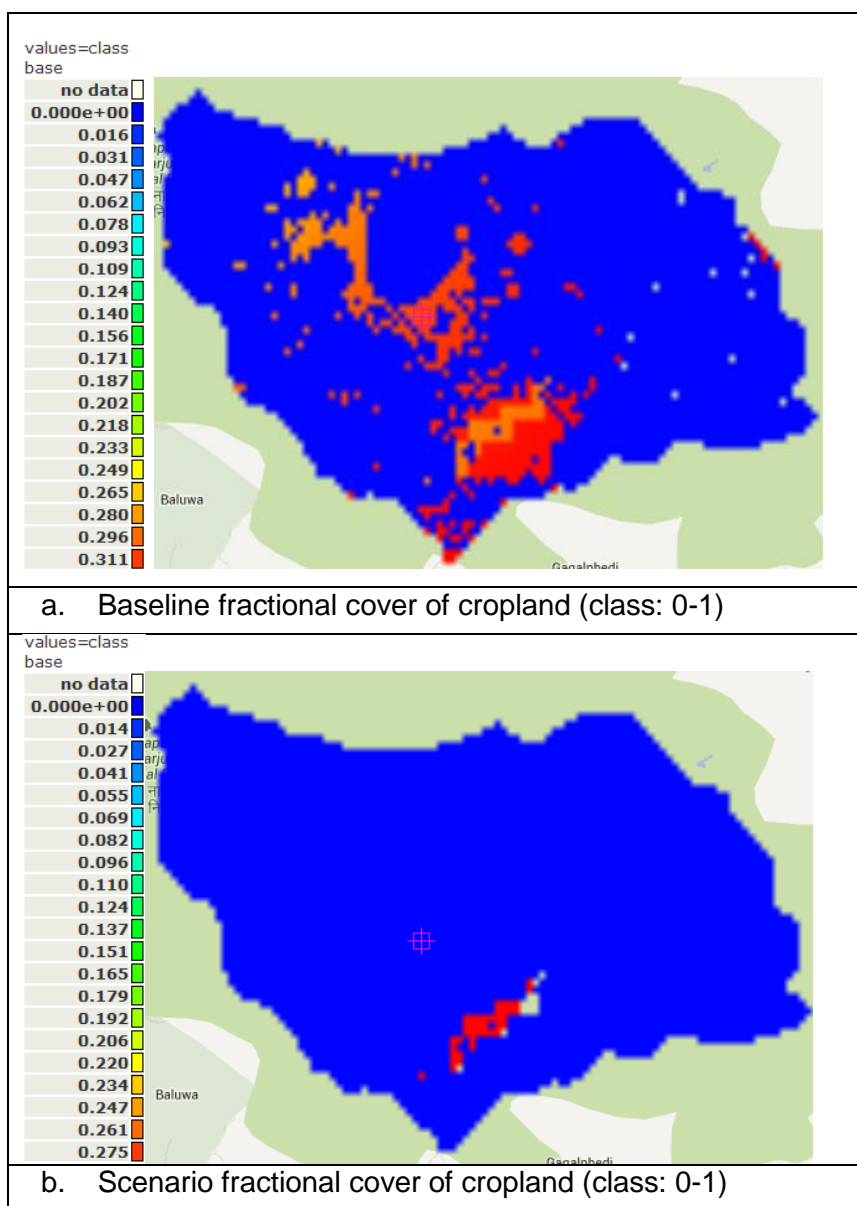 values=class
base
no data
0.000e+00
0.016
0.031
0.047
0.062
0.078
0.093
0.109
0.124
0.140
0.156
0.171
0.187
0.202
0.218
0.233
0.249
0.265
0.280
0.296
0.311
Baluwa
Gagalphedi
a. Baseline fractional cover of cropland (class: 0-1)
values=class
base
no data
0.000e+00
0.014
0.027
0.041
0.055
0.069
0.082
0.096
0.110
0.124
0.137
0.151
0.165
0.179
0.192
0.206
0.220
0.234
0.247
0.261
0.275
Baluwa
Gagalphedi
b. Scenario fractional cover of cropland (class: 0-1)